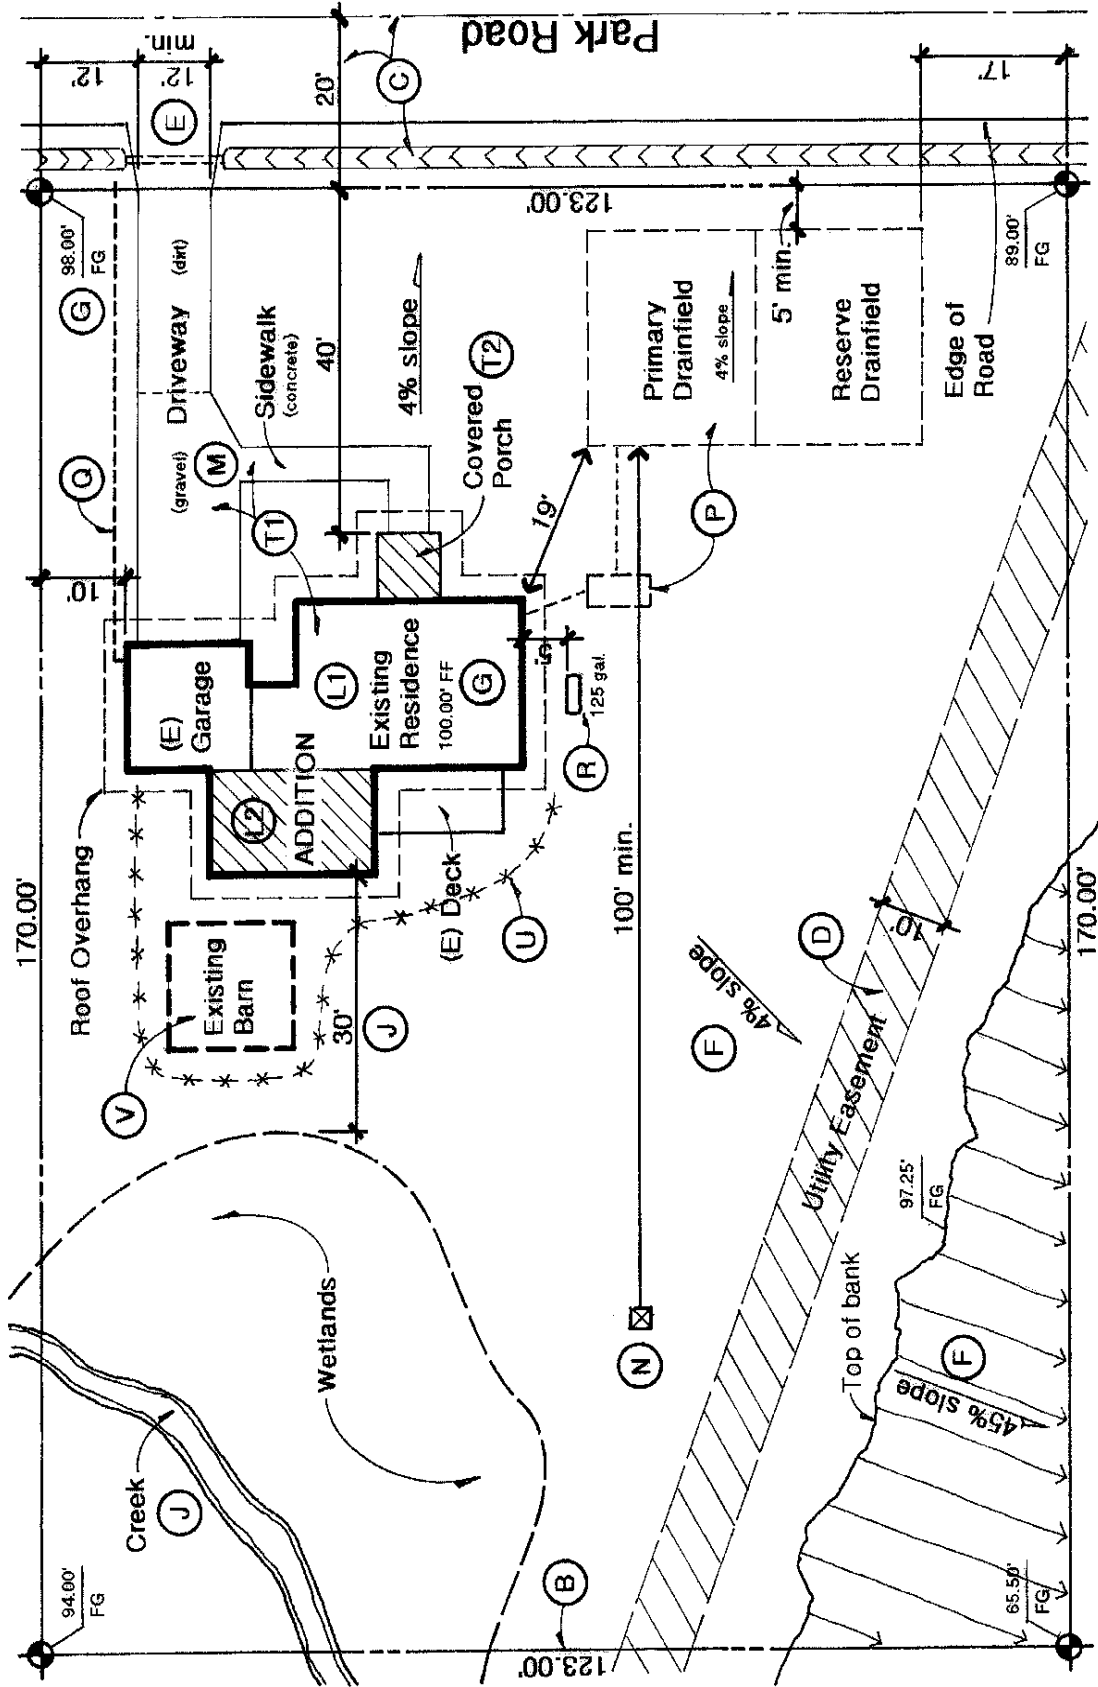 Park Road
min.
12'
12'
E
20'
C
17'
123.00'
98.00'
FG
G
Driveway
(dirt)
(gravel)
M
Sidewalk
(concrete)
40'
4% slope
T2
Covered
Porch
Primary
Drainfield
4% slope
5' min.
Reserve
Drainfield
89.00'
FG
Edge of
Road
Q
T1
10'
19'
P
(E)
Garage
L1
Existing
Residence
100.00' FF
G
5'
125 gal.
R
L2
ADDITION
(E) Deck
U
170.00'
Roof Overhang
Existing
Barn
V
30'
J
100' min.
4% slope
F
D
10'
Utility Easement
170.00'
97.25'
FG
Top of bank
45% slope
F
Wetlands
N
Creek
J
94.00'
FG
B
123.00'
65.50'
FG